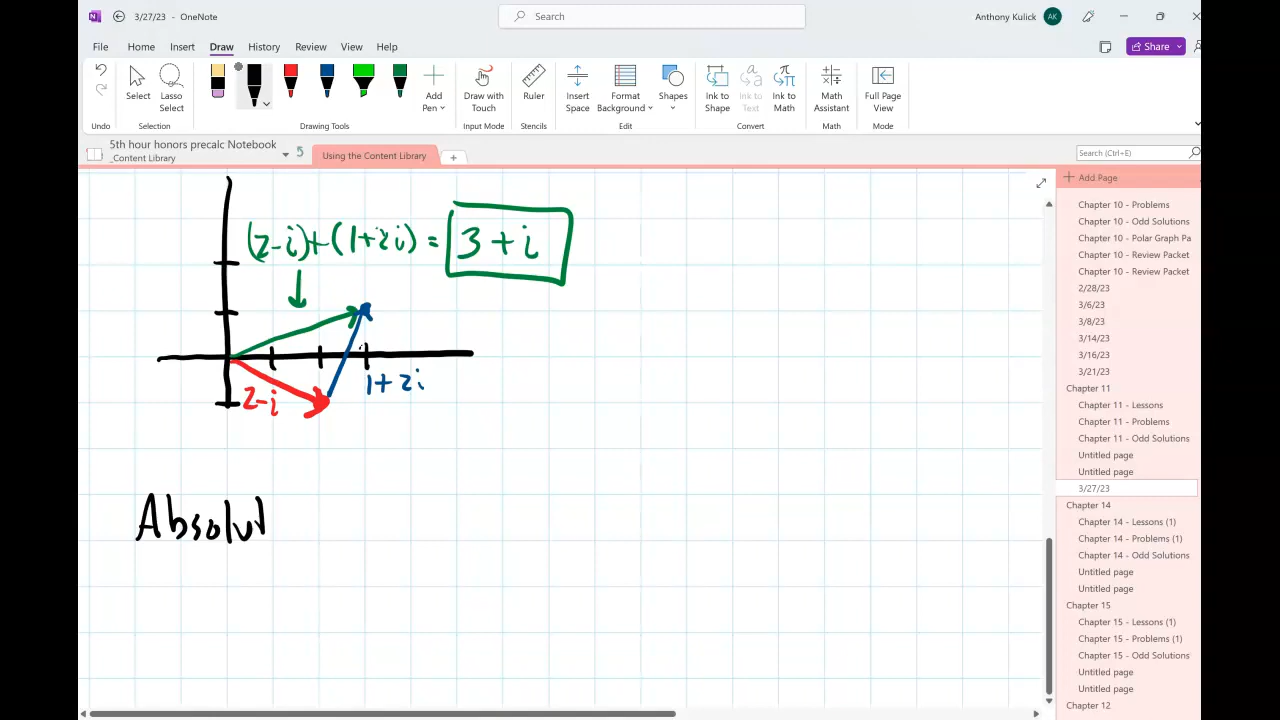 3/27/23 - OneNote
Search
Anthony Kulick
AK
File Home Insert Draw History Review View Help
Share
Select
Lasso Select
Add Pen
Draw with Touch
Ruler
Insert Space
Format Background
Shapes
Ink to Shape
Ink to Text
Ink to Math
Math Assistant
Full Page View
Undo Selection Drawing Tools Input Mode Stencils Edit Convert Math Mode
5th hour honors precalc Notebook
_Content Library
Using the Content Library
Search (Ctrl+E)
Add Page
Chapter 10 - Problems
Chapter 10 - Odd Solutions
Chapter 10 - Polar Graph Pa
Chapter 10 - Review Packet
Chapter 10 - Review Packet
2/28/23
3/6/23
3/8/23
3/14/23
3/16/23
3/21/23
Chapter 11
Chapter 11 - Lessons
Chapter 11 - Problems
Chapter 11 - Odd Solutions
Untitled page
Untitled page
3/27/23
Chapter 14
Chapter 14 - Lessons (1)
Chapter 14 - Problems (1)
Chapter 14 - Odd Solutions
Untitled page
Untitled page
Chapter 15
Chapter 15 - Lessons (1)
Chapter 15 - Problems (1)
Chapter 15 - Odd Solutions
Untitled page
Untitled page
Chapter 12
(2-i)+(1+2i) = 3+i
1+2i
2-i
Absolut